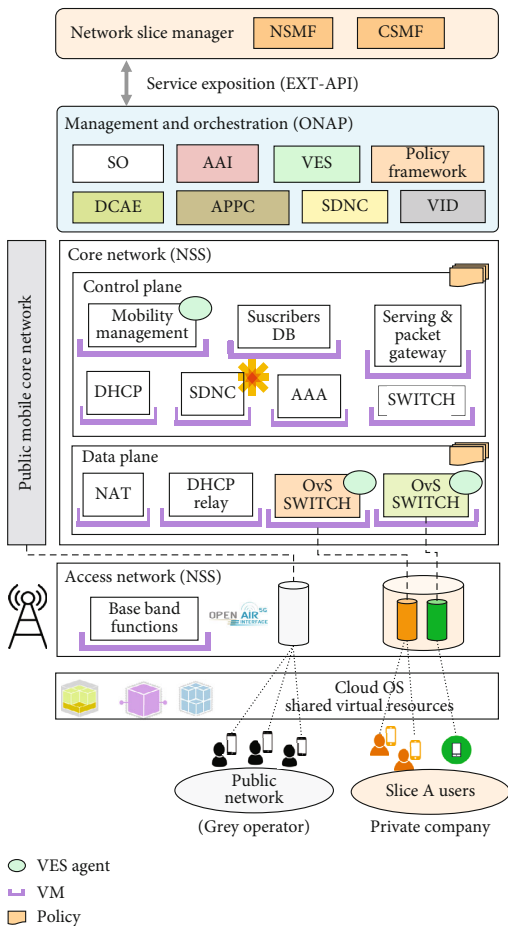 Network slice manager
NSMF
CSMF
Service exposition (EXT-API)
Management and orchestration (ONAP)
SO
AAI
VES
Policy
framework
DCAE
APPC
SDNC
VID
Public mobile core network
Core network (NSS)
Control plane
Mobility
management
Suscribers
DB
Serving &
packet
gateway
DHCP
SDNC
AAA
SWITCH
Data plane
NAT
DHCP
relay
OvS
SWITCH
OvS
SWITCH
Access network (NSS)
Base band
functions
OPEN AIR 5G
INTERFACE
Cloud OS
shared virtual resources
Public
network
Slice A users
(Grey operator)
Private company
VES agent
VM
Policy